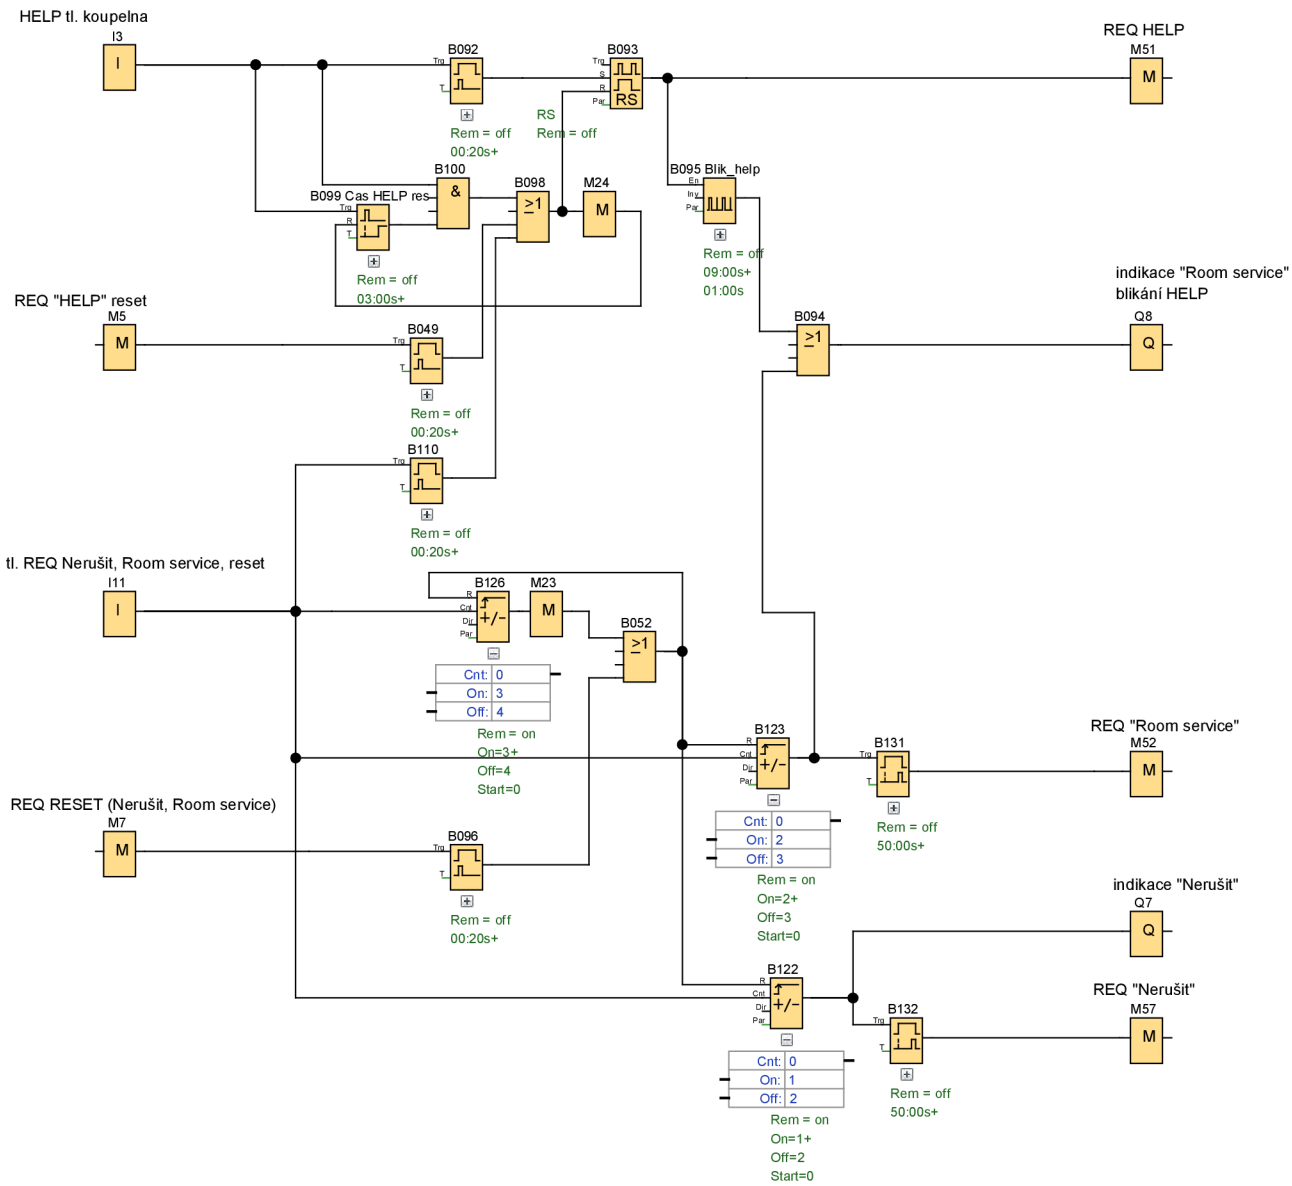 HELP tl. koupelna
I3
I
B092
Trg
T
Rem = off
00:20s+
B093
Trg
S
R
Par
RS
RS
Rem = off
REQ HELP
M51
M
B100
&
B099 Cas HELP res
Trg
R
T
Rem = off
03:00s+
B098
≥1
M24
M
B095 Blik_help
En
Inv
Par
Rem = off
09:00s+
01:00s
indikace "Room service"
blikání HELP
B094
≥1
Q8
Q
REQ "HELP" reset
M5
M
B049
Trg
T
Rem = off
00:20s+
B110
Trg
T
Rem = off
00:20s+
tl. REQ Nerušit, Room service, reset
I11
I
B126
R
Cnt
Dir
Par
+/-
M23
M
B052
≥1
Cnt: 0
On: 3
Off: 4
Rem = on
On=3+
Off=4
Start=0
B123
R
Cnt
Dir
Par
+/-
Cnt: 0
On: 2
Off: 3
Rem = on
On=2+
Off=3
Start=0
B131
Trg
T
Rem = off
50:00s+
REQ "Room service"
M52
M
REQ RESET (Nerušit, Room service)
M7
M
B096
Trg
T
Rem = off
00:20s+
indikace "Nerušit"
Q7
Q
B122
R
Cnt
Dir
Par
+/-
Cnt: 0
On: 1
Off: 2
Rem = on
On=1+
Off=2
Start=0
B132
Trg
T
Rem = off
50:00s+
REQ "Nerušit"
M57
M